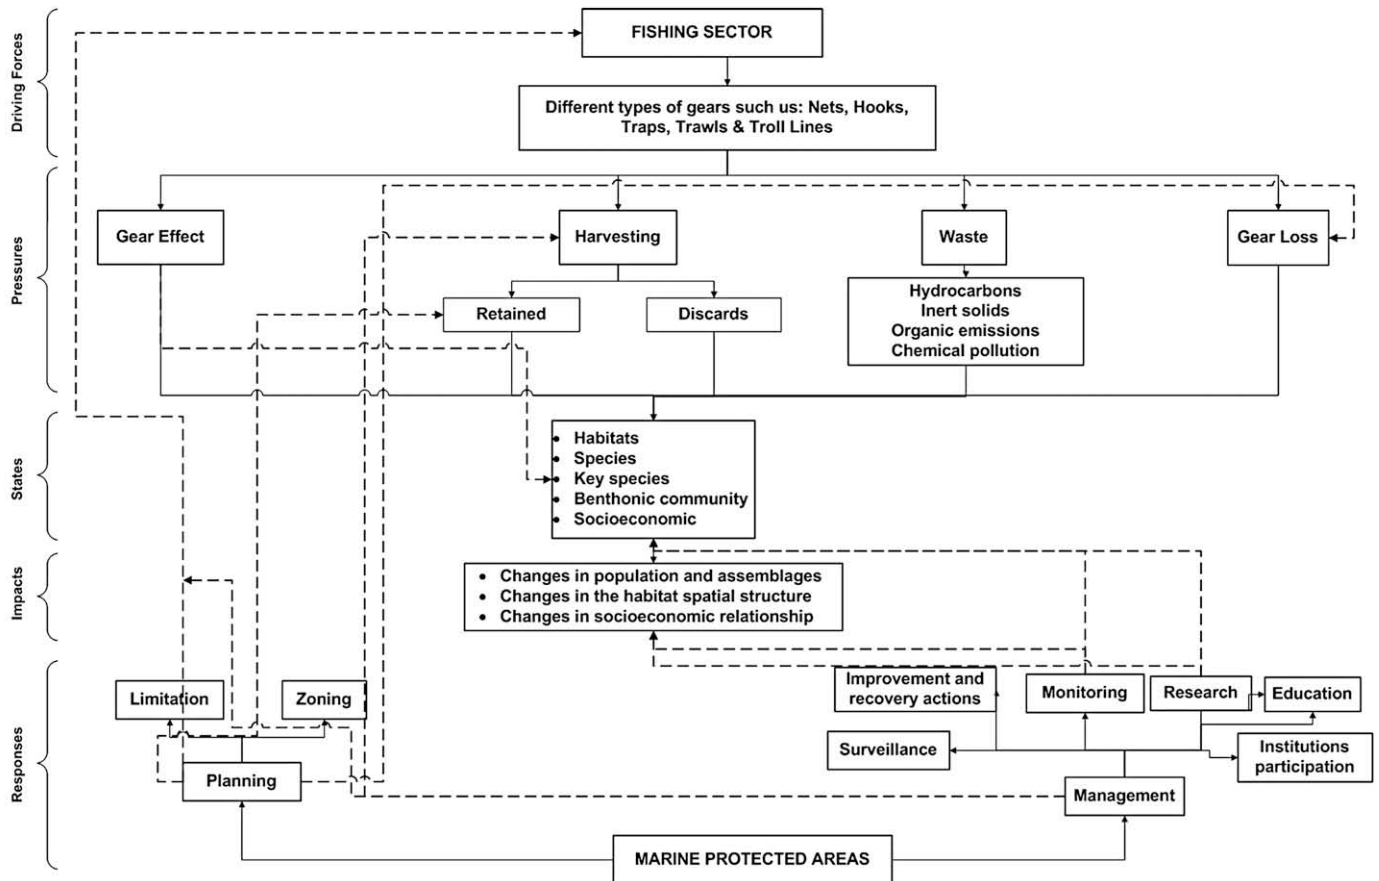 Driving Forces
FISHING SECTOR
Different types of gears such us: Nets, Hooks,
Traps, Trawls & Troll Lines
Pressures
Gear Effect
Harvesting
Waste
Gear Loss
Retained
Discards
Hydrocarbons
Inert solids
Organic emissions
Chemical pollution
States
• Habitats
• Species
• Key species
• Benthonic community
• Socioeconomic
Impacts
• Changes in population and assemblages
• Changes in the habitat spatial structure
• Changes in socioeconomic relationship
Responses
Limitation
Zoning
Planning
Improvement and
recovery actions
Monitoring
Research
Education
Surveillance
Institutions
participation
Management
MARINE PROTECTED AREAS